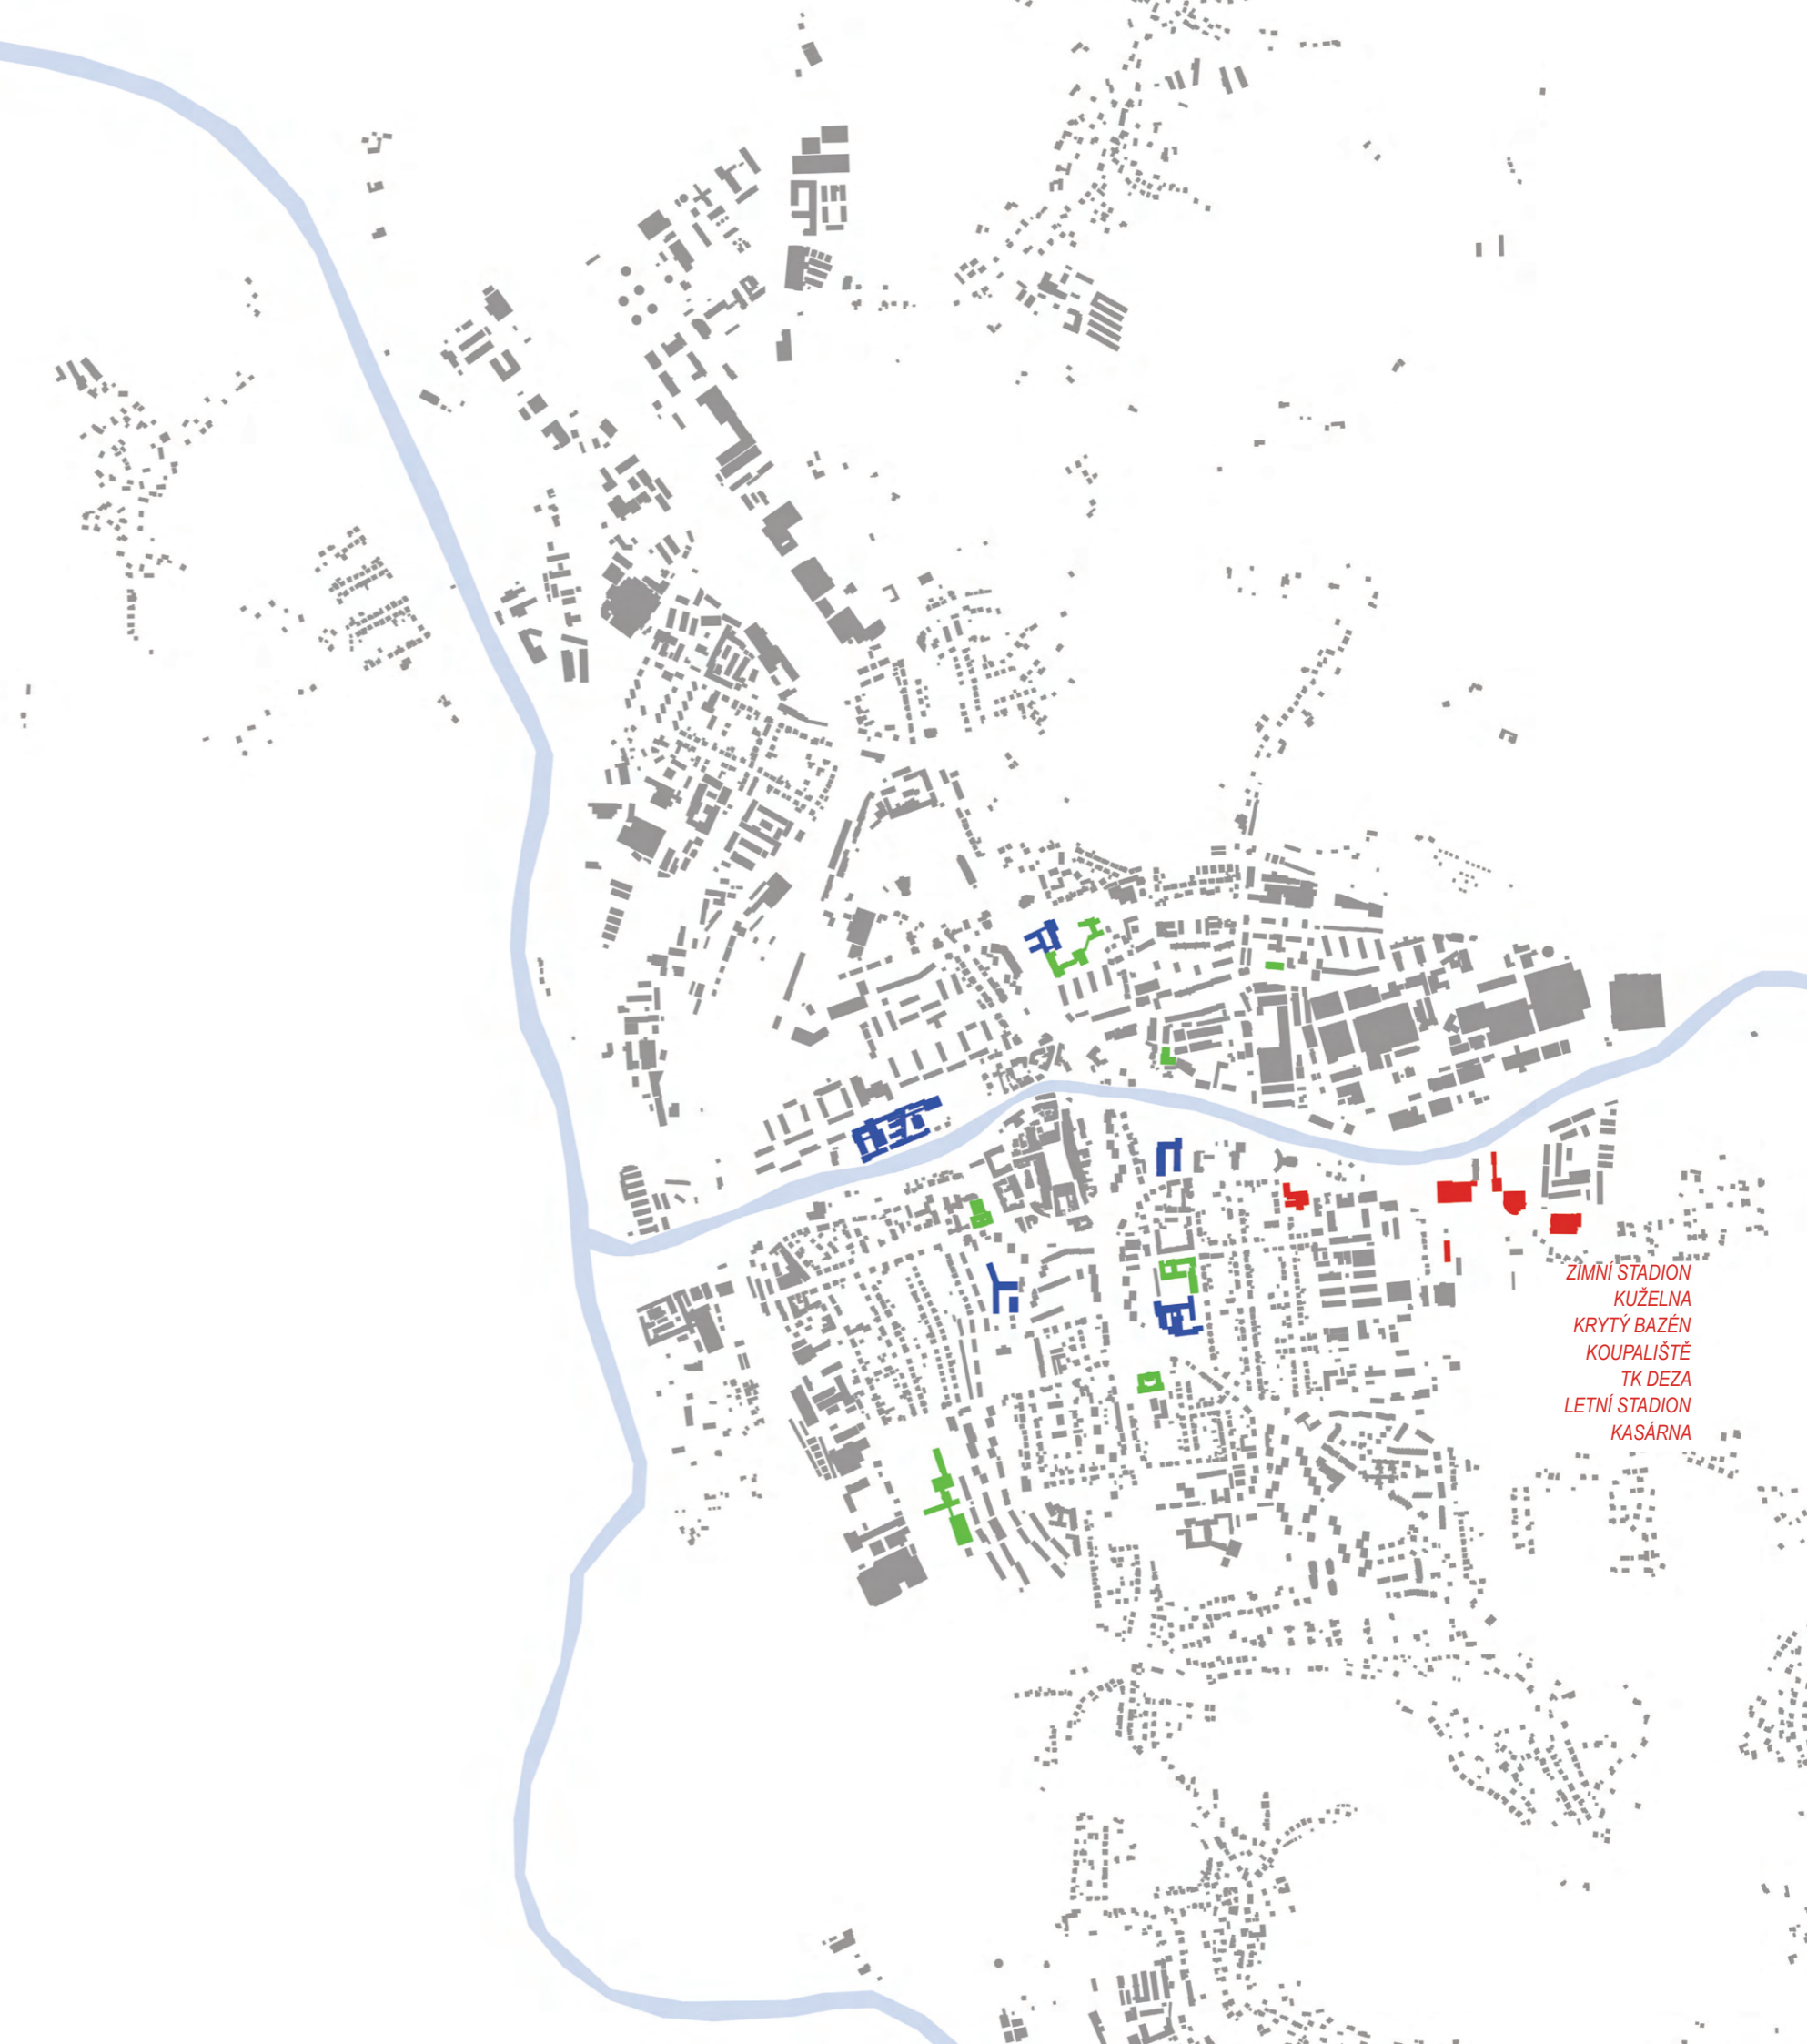 ZIMNÍ STADION
KUŽELNA
KRYTÝ BAZÉN
KOUPALIŠTĚ
TK DEZA
LETNÍ STADION
KASÁRNA